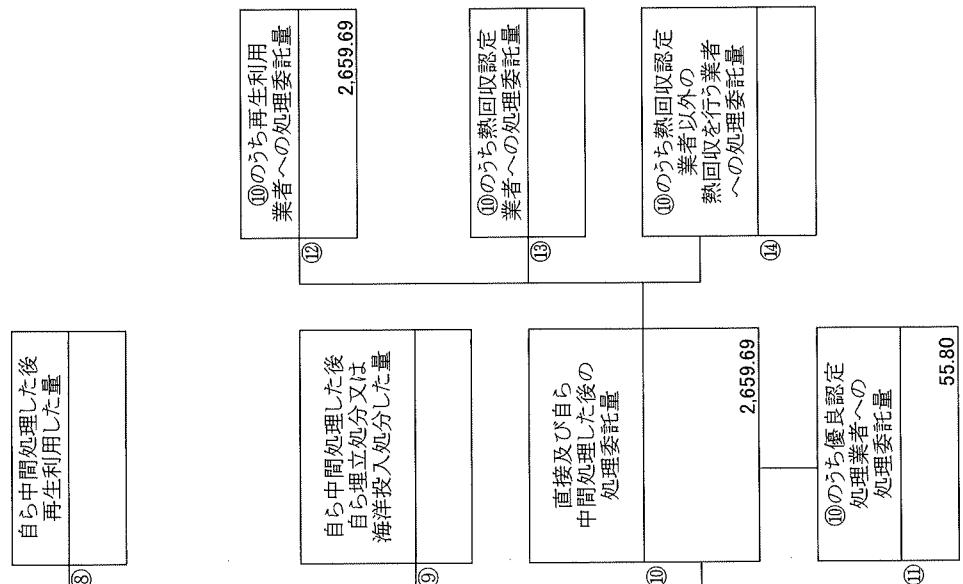 ⑧
自ら中間処理した後
再生利用した量
⑨
自ら中間処理した後
自ら埋立処分又は
海洋投入処分した量
⑩
直接及び自ら
中間処理した後の
処理委託量
2,659.69
⑪
⑩のうち優良認定
処理業者への
処理委託量
55.80
⑫
⑩のうち再生利用
業者への処理委託量
2,659.69
⑬
⑩のうち熱回収認定
業者への処理委託量
⑭
⑩のうち熱回収認定
業者以外の
熱回収を行う業者
への処理委託量